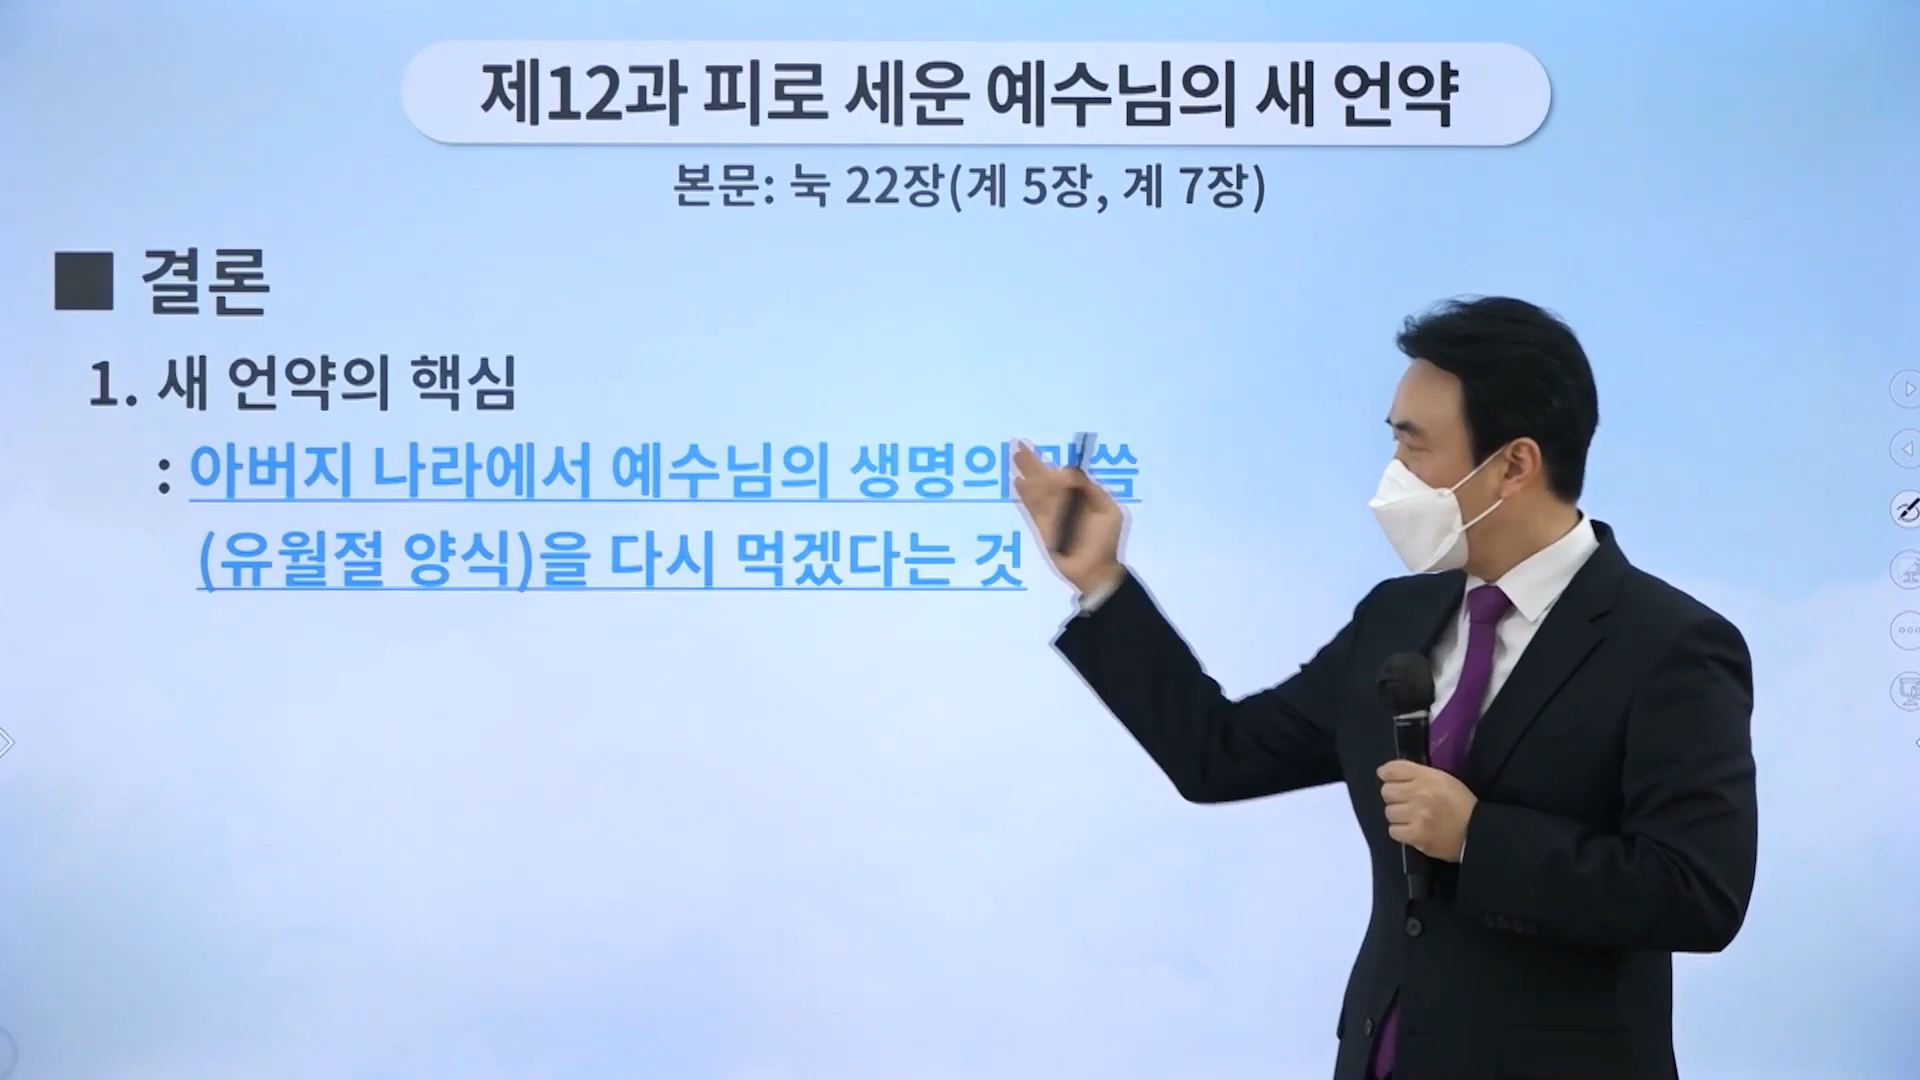 제12과 피로 세운 예수님의 새 언약
본문: 눅 22장(계 5장, 계 7장)
■ 결론
1. 새 언약의 핵심
: 아버지 나라에서 예수님의 생명의 말씀
(유월절 양식)을 다시 먹겠다는 것